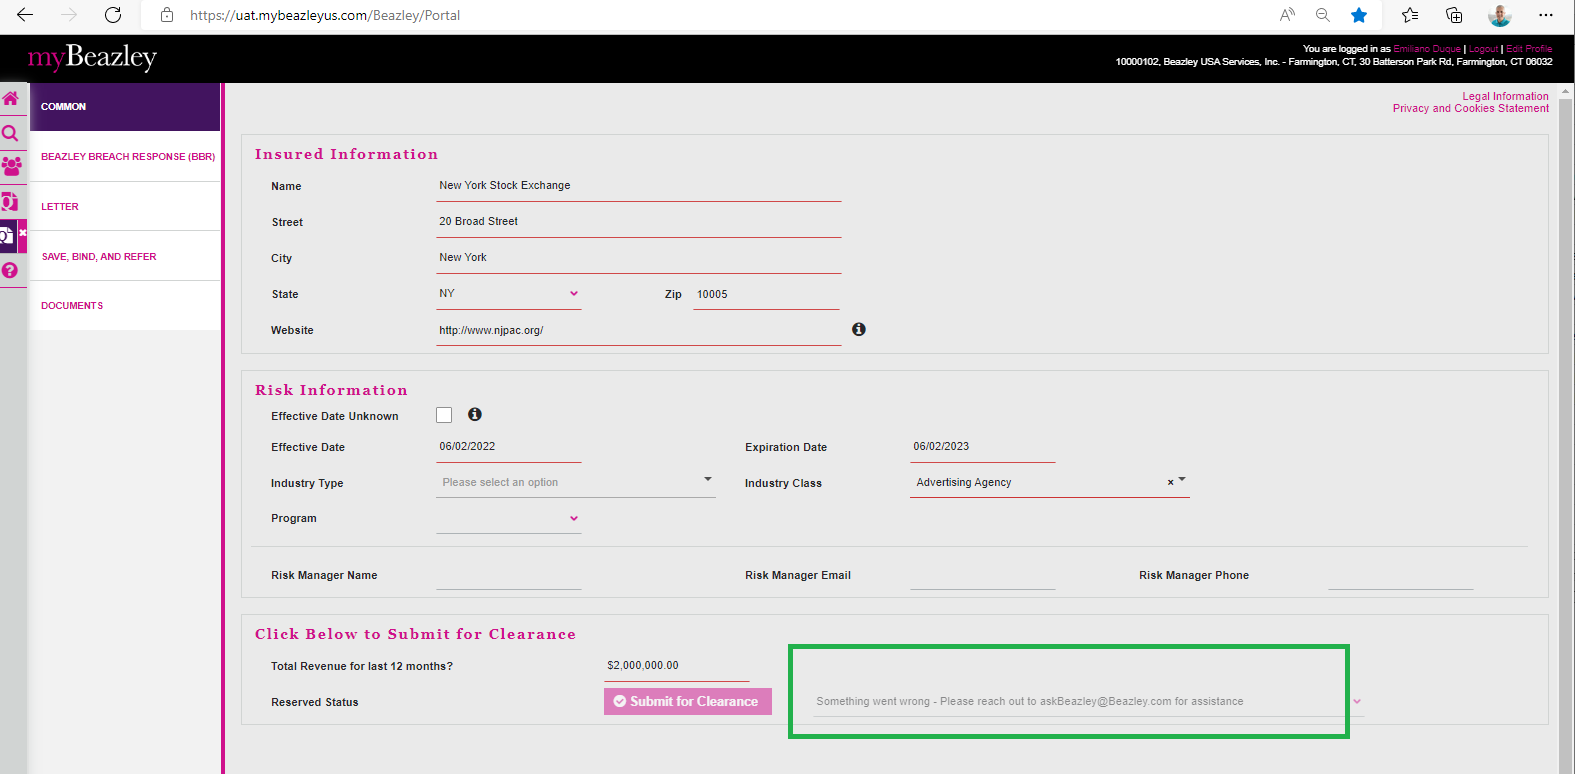 https://uat.mybeazleyus.com/Beazley/Portal
myBeazley
You are logged in as Emiliano Duque | Logout | Edit Profile
10000102, Beazley USA Services, Inc. - Farmington, CT, 30 Batterson Park Rd, Farmington, CT 06032
COMMON
BEAZLEY BREACH RESPONSE (BBR)
LETTER
SAVE, BIND, AND REFER
DOCUMENTS
Legal Information
Privacy and Cookies Statement
Insured Information
Name New York Stock Exchange
Street 20 Broad Street
City New York
State NY Zip 10005
Website http://www.njpac.org/
Risk Information
Effective Date Unknown
Effective Date 06/02/2022 Expiration Date 06/02/2023
Industry Type Please select an option Industry Class Advertising Agency × 
Program
Risk Manager Name Risk Manager Email Risk Manager Phone
Click Below to Submit for Clearance
Total Revenue for last 12 months? $2,000,000.00
Reserved Status Submit for Clearance Something went wrong - Please reach out to askBeazley@Beazley.com for assistance